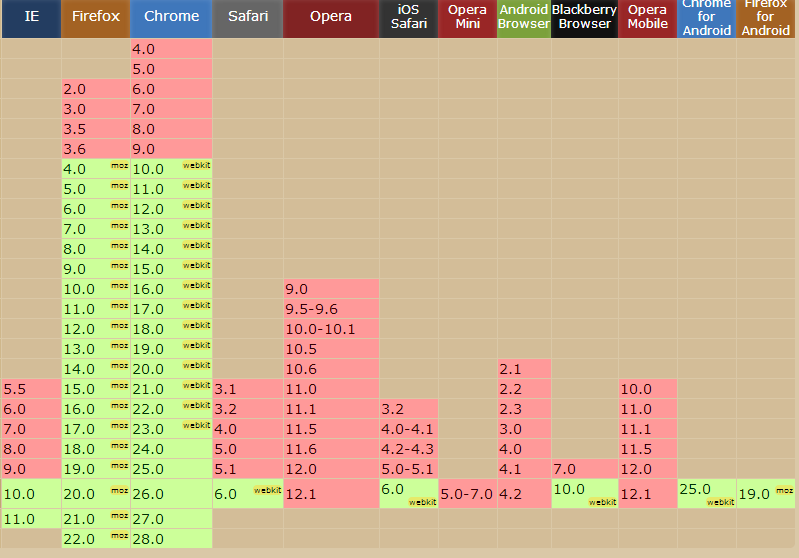 IE Firefox Chrome Safari Opera iOS Safari Opera Mini Android Browser Blackberry Browser Opera Mobile Chrome for Android Firefox for Android
4.0
5.0
2.0 6.0
3.0 7.0
3.5 8.0
3.6 9.0
4.0 moz 10.0 webkit
5.0 moz 11.0 webkit
6.0 moz 12.0 webkit
7.0 moz 13.0 webkit
8.0 moz 14.0 webkit
9.0 moz 15.0 webkit
10.0 moz 16.0 webkit 9.0
11.0 moz 17.0 webkit 9.5-9.6
12.0 moz 18.0 webkit 10.0-10.1
13.0 moz 19.0 webkit 10.5
14.0 moz 20.0 webkit 10.6 2.1
5.5 15.0 moz 21.0 webkit 3.1 11.0 2.2 10.0
6.0 16.0 moz 22.0 webkit 3.2 11.1 3.2 2.3 11.0
7.0 17.0 moz 23.0 webkit 4.0 11.5 4.0-4.1 3.0 11.1
8.0 18.0 moz 24.0 5.0 11.6 4.2-4.3 4.0 11.5
9.0 19.0 moz 25.0 5.1 12.0 5.0-5.1 4.1 7.0 12.0
10.0 20.0 moz 26.0 6.0 webkit 12.1 6.0 webkit 5.0-7.0 4.2 10.0 webkit 12.1 25.0 webkit 19.0 moz
11.0 21.0 moz 27.0
22.0 moz 28.0